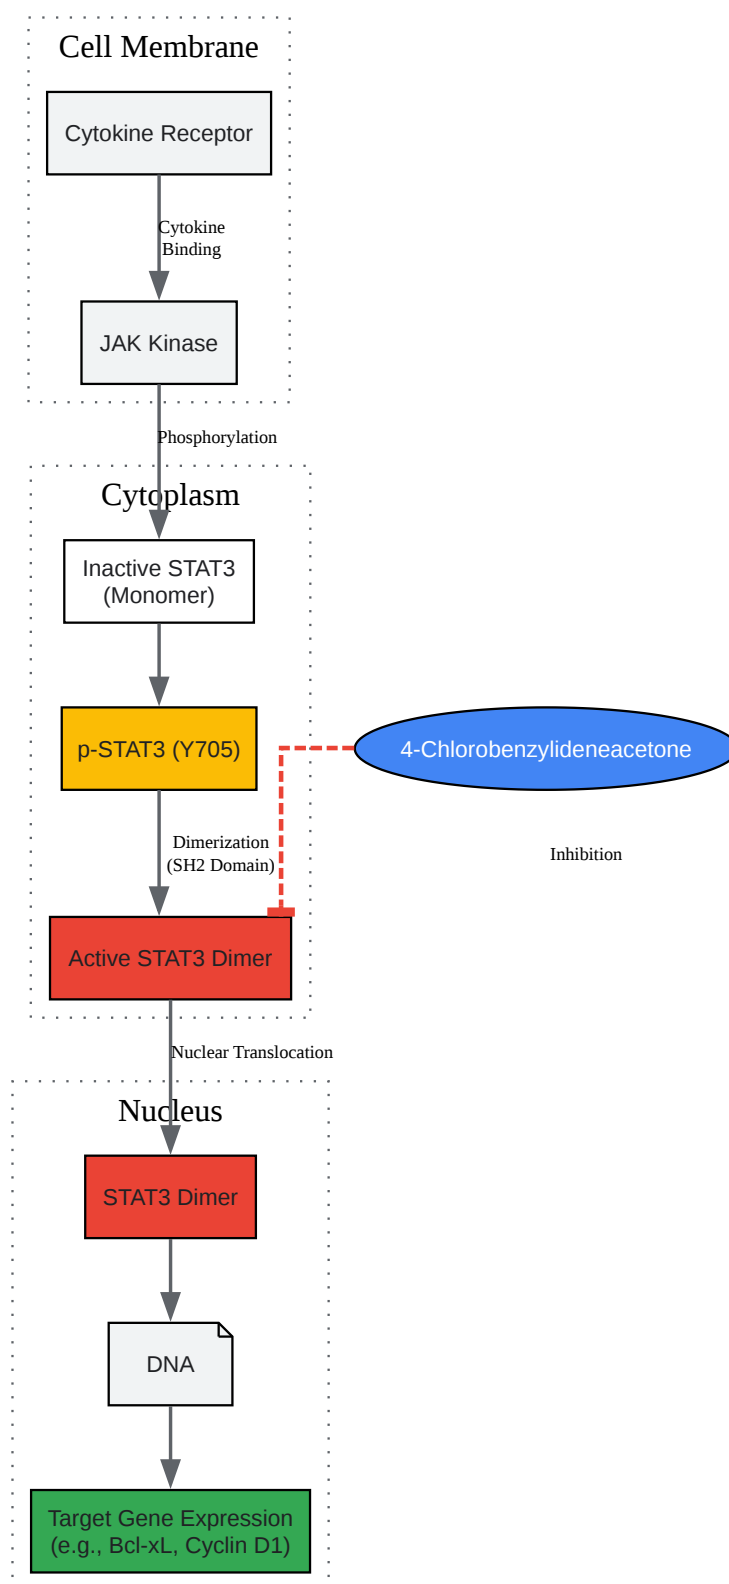 Cell Membrane
Cytokine Receptor
Cytokine
Binding
JAK Kinase
Phosphorylation
Cytoplasm
Inactive STAT3
(Monomer)
p-STAT3 (Y705)
4-Chlorobenzylideneacetone
Dimerization
(SH2 Domain)
Inhibition
Active STAT3 Dimer
Nuclear Translocation
Nucleus
STAT3 Dimer
DNA
Target Gene Expression
(e.g., Bcl-xL, Cyclin D1)